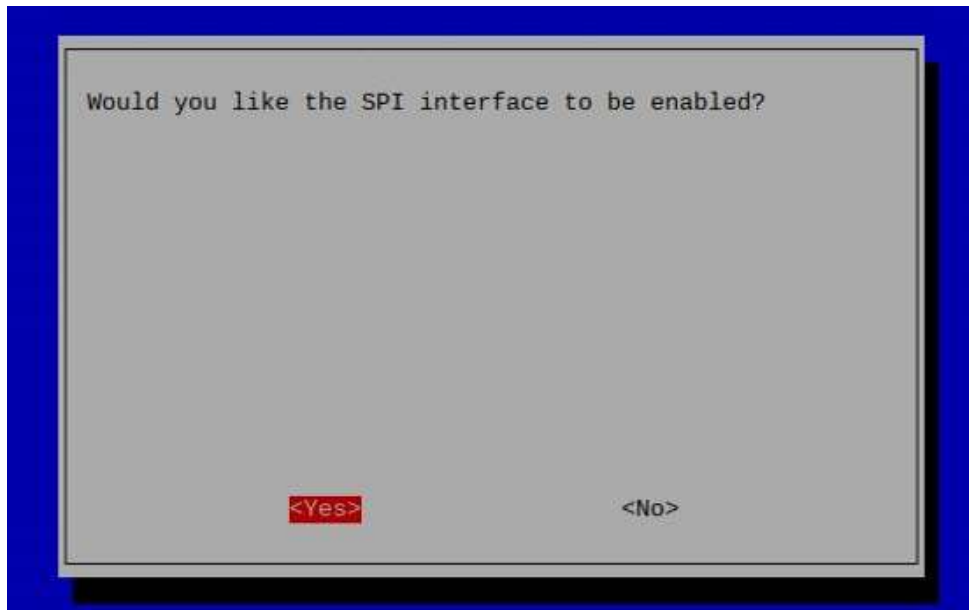 Would you like the SPI interface to be enabled?
<Yes> <No>